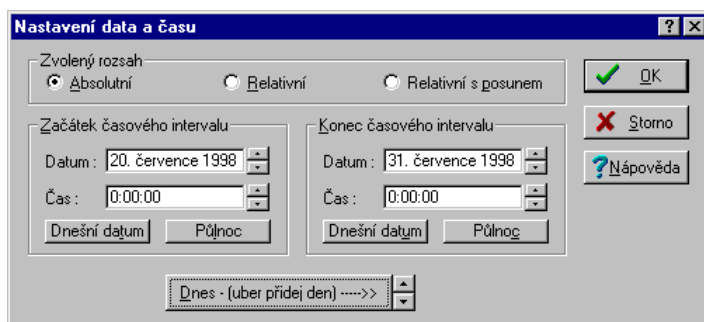 Nastavení data a času
Zvolený rozsah
Absolutní Relativní Relativní s posunem
OK
Storno
Nápověda
Začátek časového intervalu
Datum : 20. července 1998
Čas : 0:00:00
Dnešní datum Půlnoc
Konec časového intervalu
Datum : 31. července 1998
Čas : 0:00:00
Dnešní datum Půlnoc
Dnes - (uber přidej den) ----->>